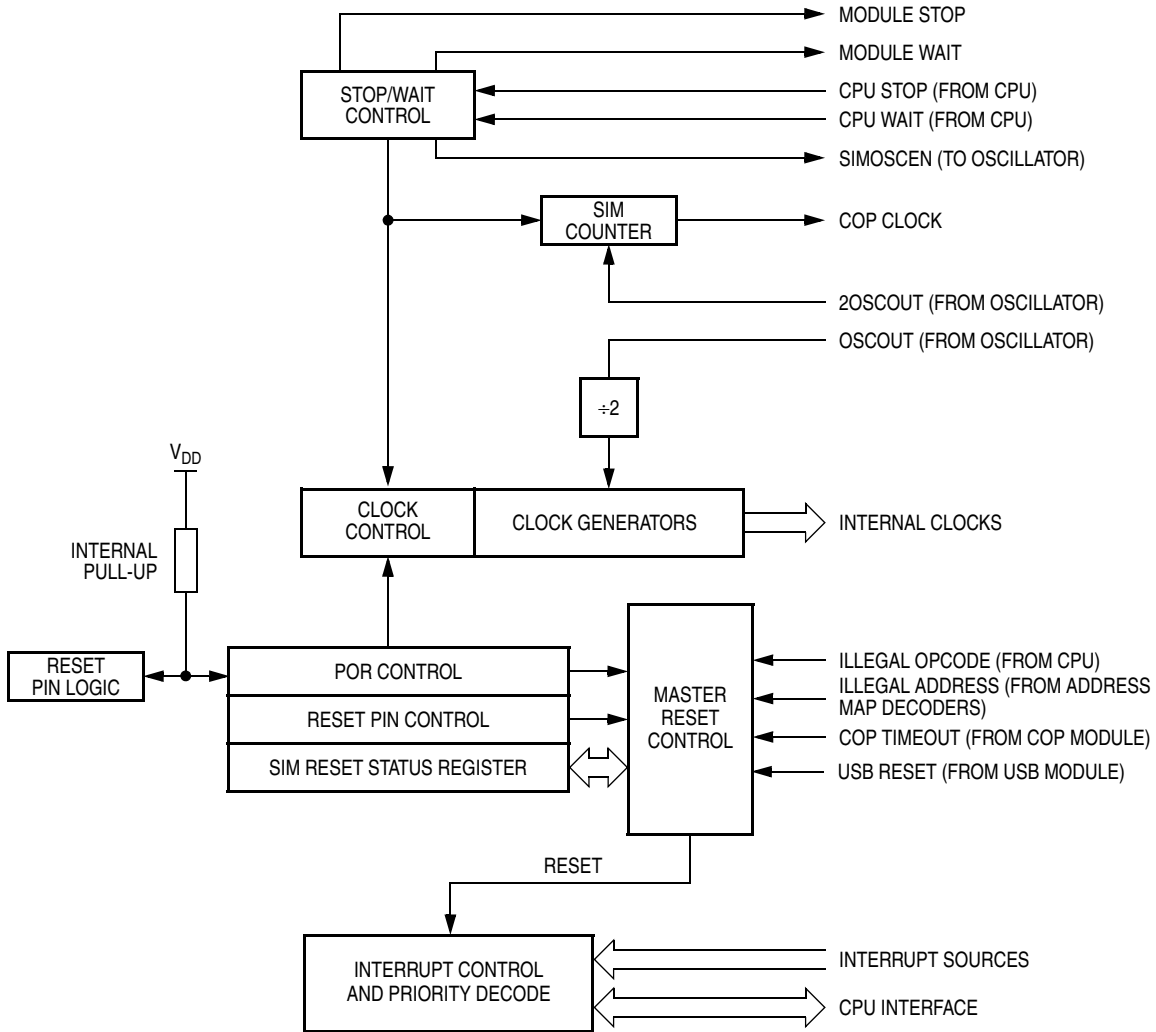 MODULE STOP
MODULE WAIT
STOP/WAIT
CONTROL
CPU STOP (FROM CPU)
CPU WAIT (FROM CPU)
SIMOSCEN (TO OSCILLATOR)
SIM
COUNTER
COP CLOCK
2OSCOUT (FROM OSCILLATOR)
OSCOUT (FROM OSCILLATOR)
÷2
VDD
INTERNAL
PULL-UP
CLOCK
CONTROL
CLOCK GENERATORS
INTERNAL CLOCKS
RESET
PIN LOGIC
POR CONTROL
RESET PIN CONTROL
SIM RESET STATUS REGISTER
MASTER
RESET
CONTROL
ILLEGAL OPCODE (FROM CPU)
ILLEGAL ADDRESS (FROM ADDRESS
MAP DECODERS)
COP TIMEOUT (FROM COP MODULE)
USB RESET (FROM USB MODULE)
RESET
INTERRUPT CONTROL
AND PRIORITY DECODE
INTERRUPT SOURCES
CPU INTERFACE